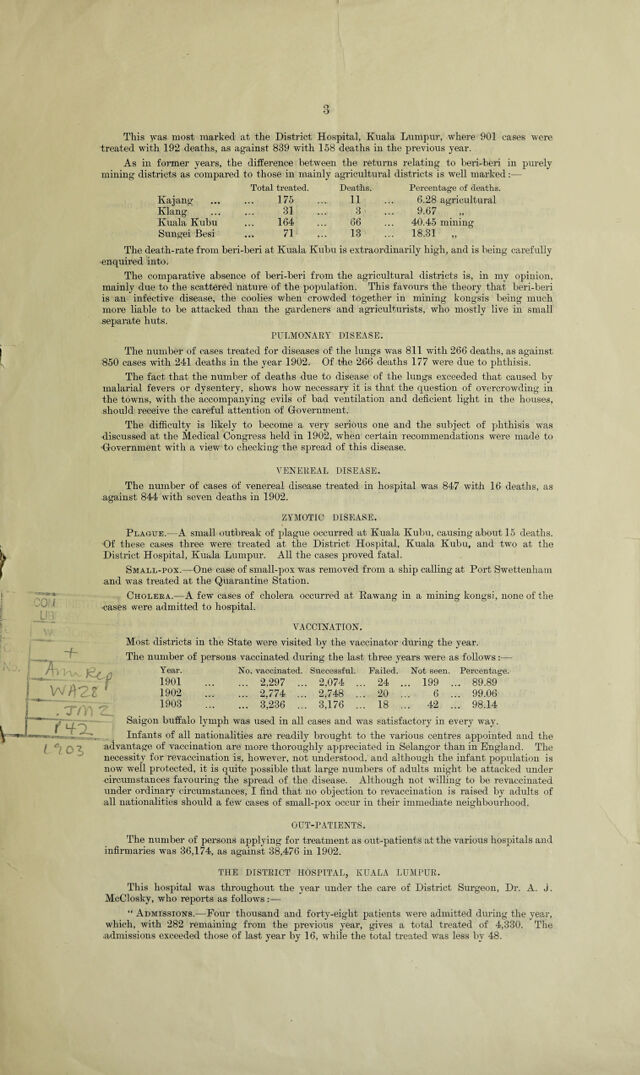 3
This was most marked at the District Hospital, Kuala Lumpur, where 901 cases were
treated with 192 deaths, as against 839 with 158 deaths in the previous year.
As in former years, the difference between the returns relating to beri-beri in purely
mining districts as compared to those in mainly agricultural districts is well marked:—
Total treated. Deaths. Percentage of deaths.
Kajang ... ... 175 ... 11 ... 6.28 agricultural
Klang ... ... 31 ... 3 ... 9.67 „
Kuala Kubu ... 164 ... 66 ... 40.45 mining
Sungei Besi ... 71 ... 13 ... 18.31 „
The death-rate from beri-beri at Kuala Kubu is extraordinarily high, and is being carefully
enquired into.
The comparative absence of beri-beri from the agricultural districts is, in my opinion,
mainly due to the scattered nature of the population. This favours the theory that beri-beri
is an infective disease, the coolies when crowded together in mining kongsis being much
more liable to be attacked than the gardeners and agriculturists, who mostly live in small
separate huts.
PULMONARY DISEASE.
The number of cases treated for diseases of the lungs was 811 with 266 deaths, as against
850 cases with 241 deaths in the year 1902. Of the 266 deaths 177 were due to phthisis.
The fact that the number of deaths due to disease of the lungs exceeded that caused by
malarial fevers or dysentery, shows how necessary it is that the question of overcrowding in
the towns, with the accompanying evils of bad ventilation and deficient light in the houses,
should receive the careful attention of Government.
The difficulty is likely to become a very serious one and the subject of phthisis was
discussed at the Medical Congress held in 1902, when certain recommendations were made to
Government with a view to checking the spread of this disease.
VENEREAL DISEASE.
The number of cases of venereal disease treated in hospital was 847 with 16 deaths, as
against 844 with seven deaths in 1902.
ZYMOTIC DISEASE.
PLAGUE.—A small outbreak of plague occurred at Kuala Kubu, causing about 15 deaths.
Of these cases three were treated at the District Hospital, Kuala Kubu, and two at the
District Hospital, Kuala Lumpur. All the cases proved fatal.
SMALL-POX.—One case of small-pox was removed from a ship calling at Port Swettenham
and was treated at the Quarantine Station.
CHOLERA.—A few cases of cholera occurred at Rawang in a mining kongsi, none of the
cases were admitted to hospital.
VACCINATION.
Most districts in the State were visited by the vaccinator during the year.
The number of persons vaccinated during the last three years were as follows:—
Year. No. vaccinated. Successful. Failed. Not seen. Percentage.
1901 ... ... 2,297 ... 2,074 ... 24 ... 199 ... 89.89
1902 ... ... 2,774 ... 2,748 ... 20 ... 6 ... 99.06
1903 ... ... 3,236 ... 3,176 ... 18 ... 42 ... 98.14
Saigon buffalo lymph was used in all cases and was satisfactory in every way.
Infants of all nationalities are readily brought to the various centres appointed and the
advantage of vaccination are more thoroughly appreciated in Selangor than in England. The
necessity for revaccination is, however, not understood, and although the infant population is
now well protected, it is quite possible that large numbers of adults might be attacked under
circumstances favouring the spread of the disease. Although not willing to be revaccinated
under ordinary circumstances, I find that no objection to revaccination is raised by adults of
all nationalities should a few cases of small-pox occur in their immediate neighbourhood.
OUT-PATIENTS.
The number of persons applying for treatment as out-patients at the various hospitals and
infirmaries was 36,174, as against 38,476 in 1902.
THE DISTRICT HOSPITAL, KUALA LUMPUR.
This hospital was throughout the year under the care of District Surgeon, Dr. A. J.
McClosky, who reports as follows:—
“ ADMISSIONS.—Four thousand and forty-eight patients were admitted during the year,
which, with 282 remaining from the previous year, gives a total treated of 4,330. The
admissions exceeded those of last year by 16, while the total treated was less by 48.
No.
+
Ann Rep
WA28
.JM2
142
1903